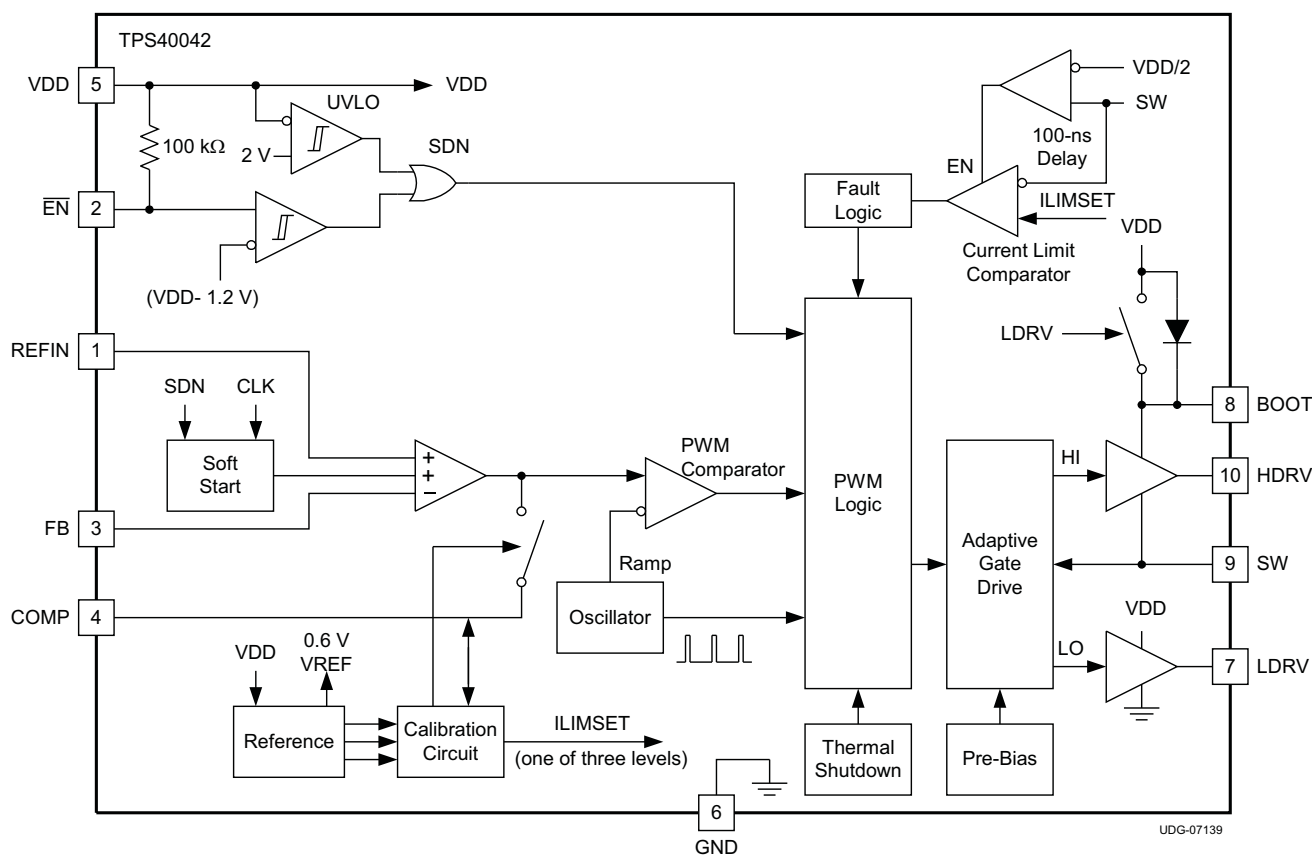 TPS40042
VDD
5
VDD
UVLO
100 kΩ
2 V
SDN
EN
2
(VDD- 1.2 V)
VDD/2
SW
100-ns
Delay
EN
Fault
Logic
ILIMSET
Current Limit
Comparator
VDD
LDRV
REFIN
1
SDN
CLK
Soft
Start
+
+
−
PWM
Comparator
PWM
Logic
8
BOOT
HI
10
HDRV
FB
3
Adaptive
Gate
Drive
9
SW
Ramp
Oscillator
COMP
4
VDD
LO
7
LDRV
VDD
0.6 V
VREF
Reference
Calibration
Circuit
ILIMSET
(one of three levels)
Thermal
Shutdown
Pre-Bias
6
GND
UDG-07139